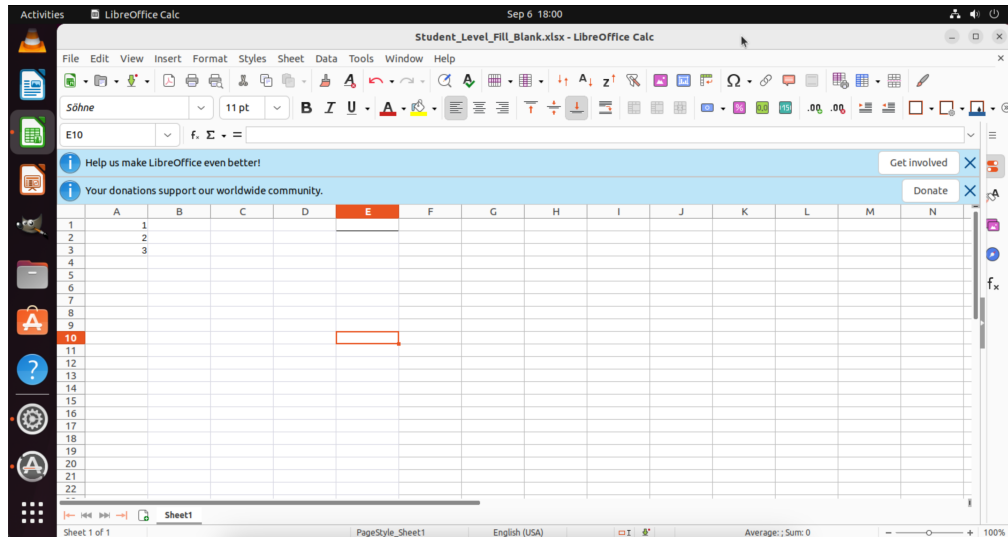 Activities LibreOffice Calc Sep 6 18:00
Student_Level_Fill_Blank.xlsx - LibreOffice Calc
File Edit View Insert Format Styles Sheet Data Tools Window Help
Söhne 11 pt B I U A
E10 fx Σ =
Help us make LibreOffice even better! Get involved
Your donations support our worldwide community. Donate
A B C D E F G H I J K L M N
1 1
2 2
3 3
4
5
6
7
8
9
10
11
12
13
14
15
16
17
18
19
20
21
22
Sheet1
Sheet 1 of 1 PageStyle_Sheet1 English (USA) Average: ; Sum: 0 100%